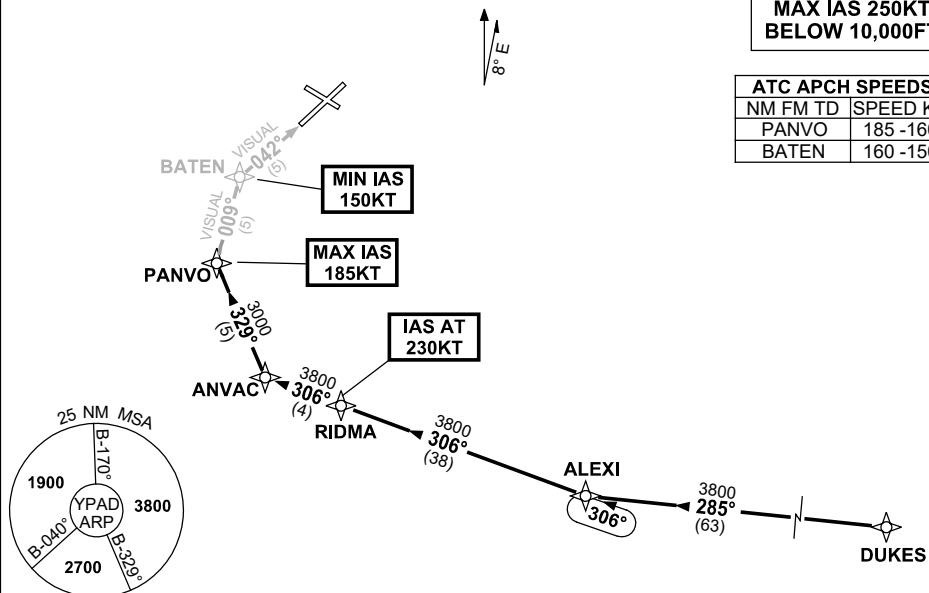 MAX IAS 250KT
BELOW 10,000FT
8° E
ATC APCH SPEEDS
NM FM TD SPEED K
PANVO 185 -160
BATEN 160 -150
VISUAL
042°
(5)
BATEN
MIN IAS
150KT
VISUAL
009°
(5)
MAX IAS
185KT
PANVO
3000
329°
(5)
IAS AT
230KT
ANVAC
3800
306°
(4)
RIDMA
3800
306°
(38)
ALEXI
306°
3800
285°
(63)
DUKES
25 NM MSA
B-170°
1900
YPAD
ARP
3800
B-040°
B-329°
2700